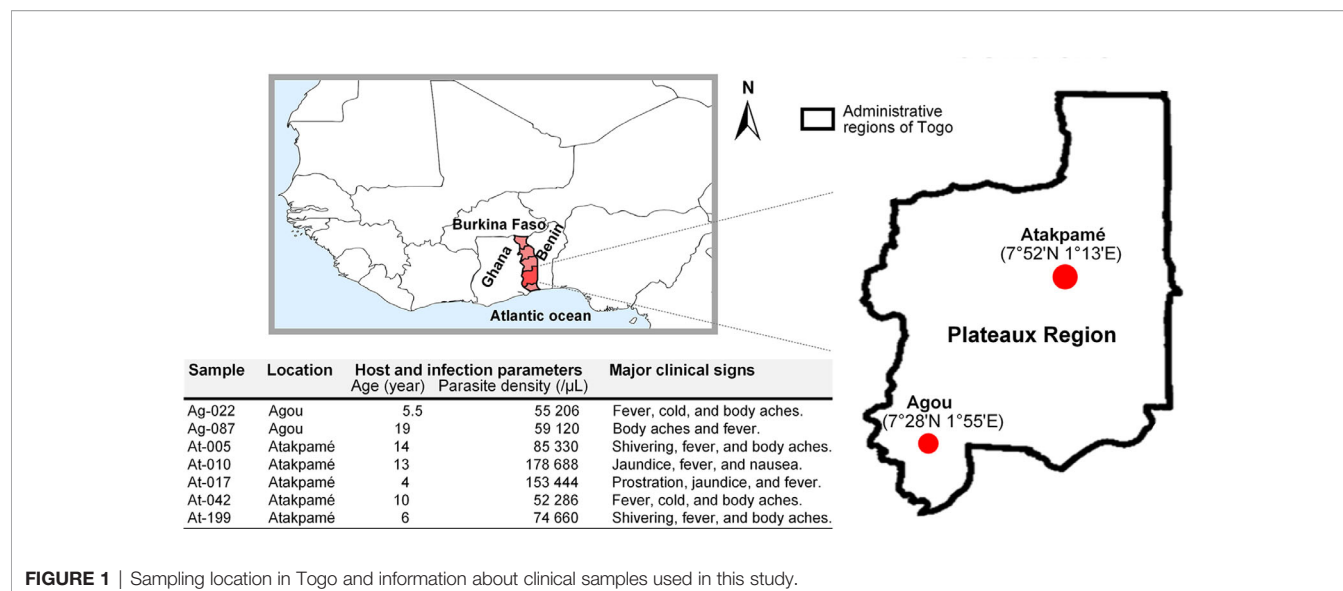 N
Administrative
regions of Togo
Burkina Faso
Ghana
Benin
Atlantic ocean
Atakpamé
(7°52'N 1°13'E)
Plateaux Region
Agou
(7°28'N 1°55'E)
Sample Location Host and infection parameters Major clinical signs
Age (year) Parasite density (/µL)
Ag-022 Agou 5.5 55 206 Fever, cold, and body aches.
Ag-087 Agou 19 59 120 Body aches and fever.
At-005 Atakpamé 14 85 330 Shivering, fever, and body aches.
At-010 Atakpamé 13 178 688 Jaundice, fever, and nausea.
At-017 Atakpamé 4 153 444 Prostration, jaundice, and fever.
At-042 Atakpamé 10 52 286 Fever, cold, and body aches.
At-199 Atakpamé 6 74 660 Shivering, fever, and body aches.
FIGURE 1 | Sampling location in Togo and information about clinical samples used in this study.